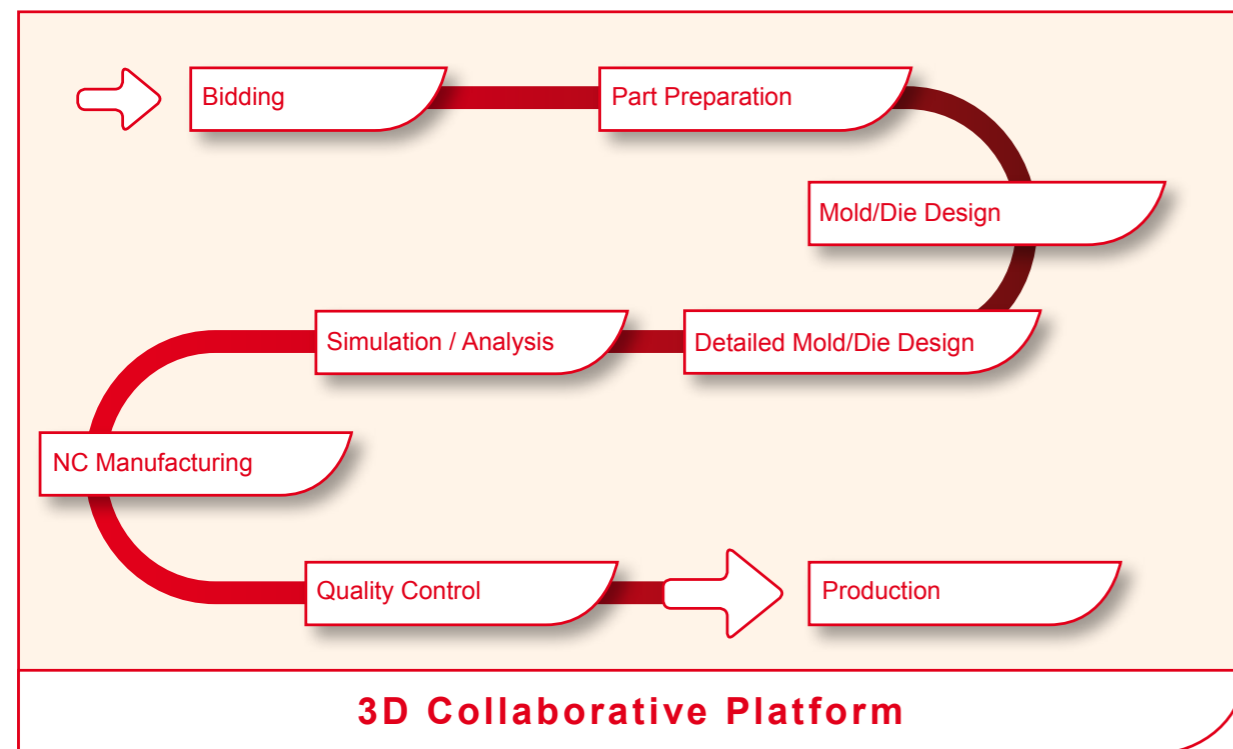 Bidding
Part Preparation
Mold/Die Design
Detailed Mold/Die Design
Simulation / Analysis
NC Manufacturing
Quality Control
Production
3D Collaborative Platform